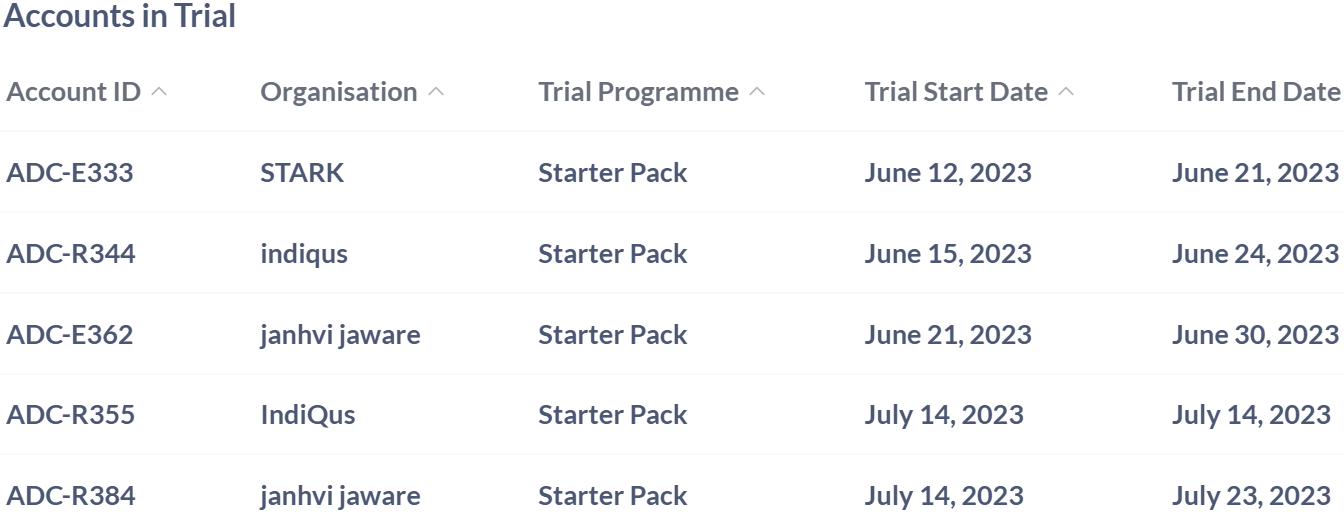 Accounts in Trial
Account ID Organisation Trial Programme Trial Start Date Trial End Date
ADC-E333 STARK Starter Pack June 12, 2023 June 21, 2023
ADC-R344 indiqus Starter Pack June 15, 2023 June 24, 2023
ADC-E362 janhvi jaware Starter Pack June 21, 2023 June 30, 2023
ADC-R355 IndiQus Starter Pack July 14, 2023 July 14, 2023
ADC-R384 janhvi jaware Starter Pack July 14, 2023 July 23, 2023